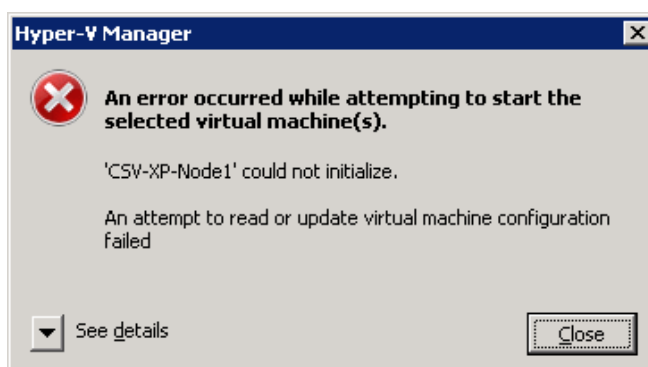 Hyper-V Manager
An error occurred while attempting to start the
selected virtual machine(s).
'CSV-XP-Node1' could not initialize.
An attempt to read or update virtual machine configuration
failed
See details
Close